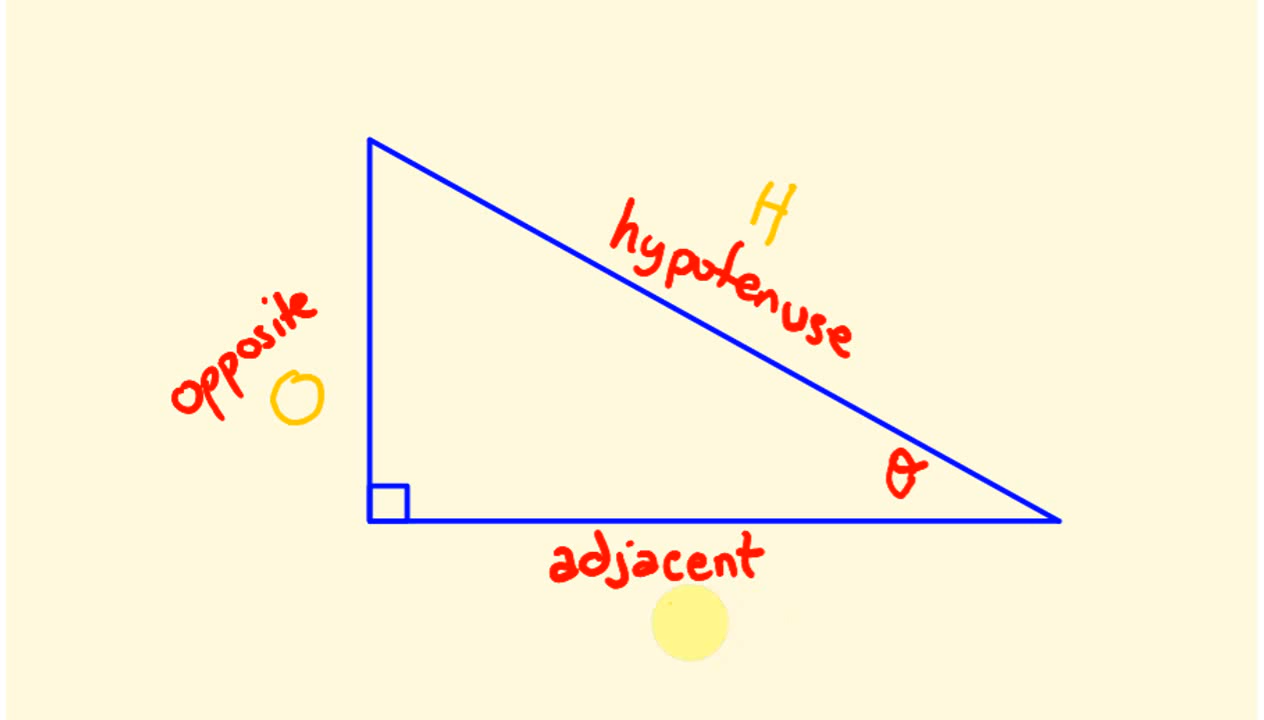 H
hypotenuse
opposite
O
θ
adjacent